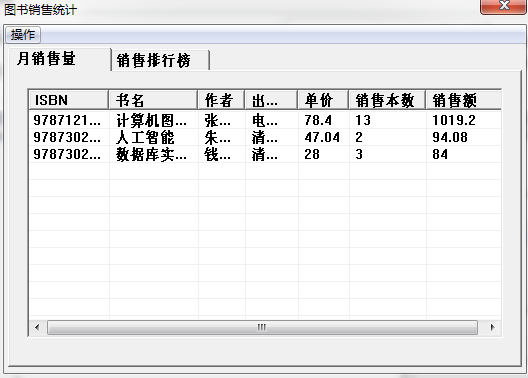 图书销售统计
操作
月销售量 销售排行榜
ISBN 书名 作者 出... 单价 销售本数 销售额
9787121... 计算机图... 张... 电... 78.4 13 1019.2
9787302... 人工智能 朱... 清... 47.04 2 94.08
9787302... 数据库实... 钱... 清... 28 3 84